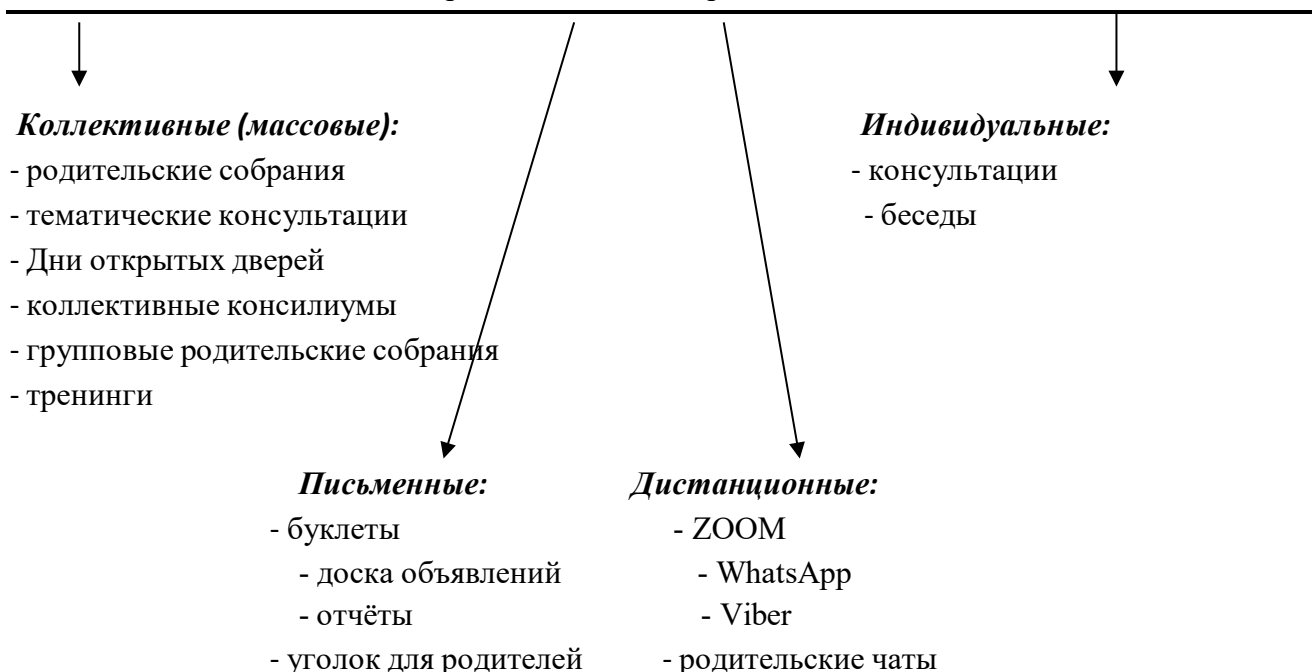 Коллективные (массовые):
- родительские собрания
- тематические консультации
- Дни открытых дверей
- коллективные консилиумы
- групповые родительские собрания
- тренинги
Индивидуальные:
- консультации
- беседы
Письменные:
- буклеты
- доска объявлений
- отчёты
- уголок для родителей
Дистанционные:
- ZOOM
- WhatsApp
- Viber
- родительские чаты